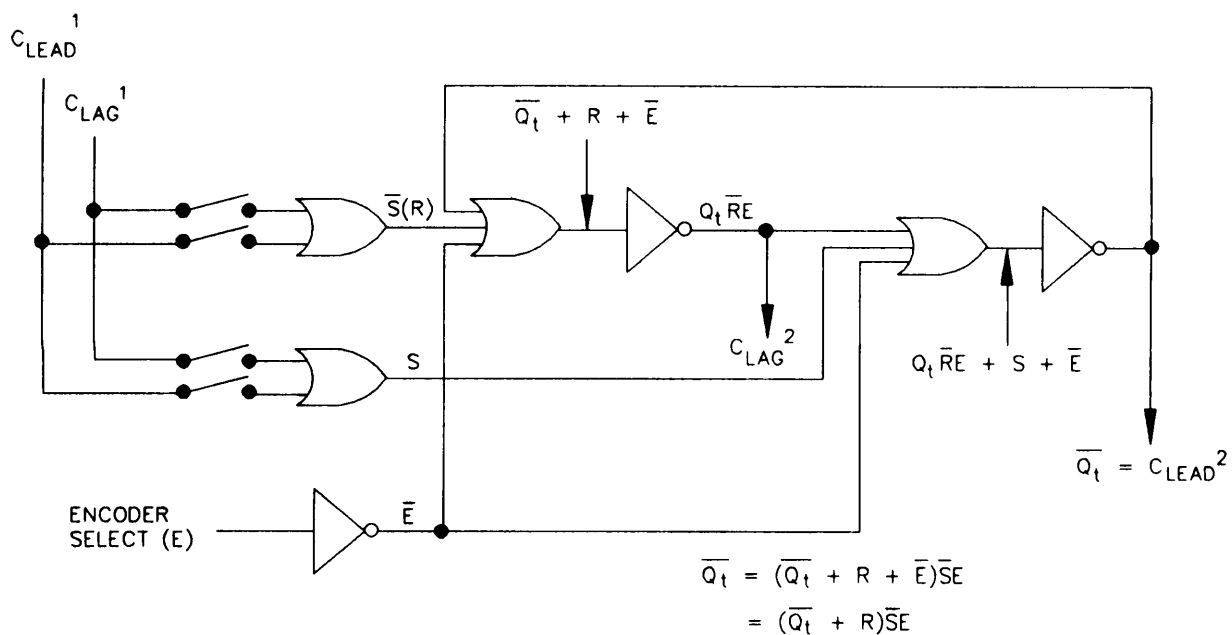 C_LEAD^1
C_LAG^1
Q̅_t̅ + R + E̅
S̅(R)
Q_t R̅E
C_LAG^2
S
Q_t R̅E + S + E̅
Q̅_t̅ = C_LEAD^2
ENCODER
SELECT (E)
E̅
Q̅_t̅ = (Q̅_t̅ + R + E̅)S̅E
= (Q̅_t̅ + R)S̅E